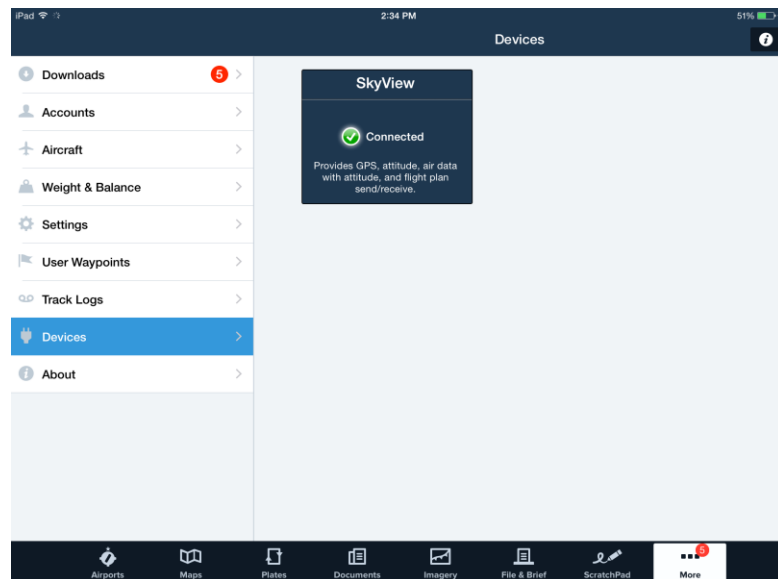 iPad
2:34 PM
51%
Devices
Downloads
5
Accounts
Aircraft
Weight & Balance
Settings
User Waypoints
Track Logs
Devices
About
SkyView
Connected
Provides GPS, attitude, air data
with attitude, and flight plan
send/receive.
Airports
Maps
Plates
Documents
Imagery
File & Brief
ScratchPad
5
More